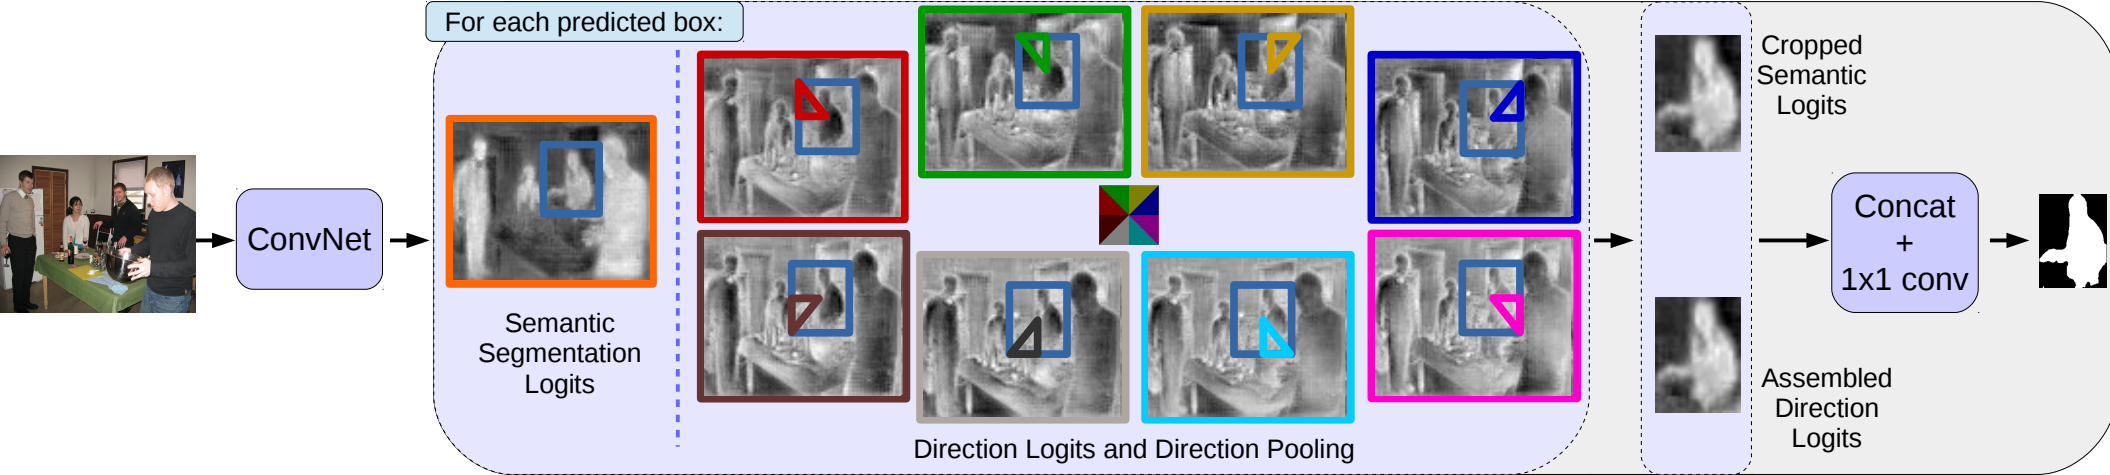 For each predicted box:
ConvNet
Semantic
Segmentation
Logits
Direction Logits and Direction Pooling
Cropped
Semantic
Logits
Assembled
Direction
Logits
Concat
+
1x1 conv